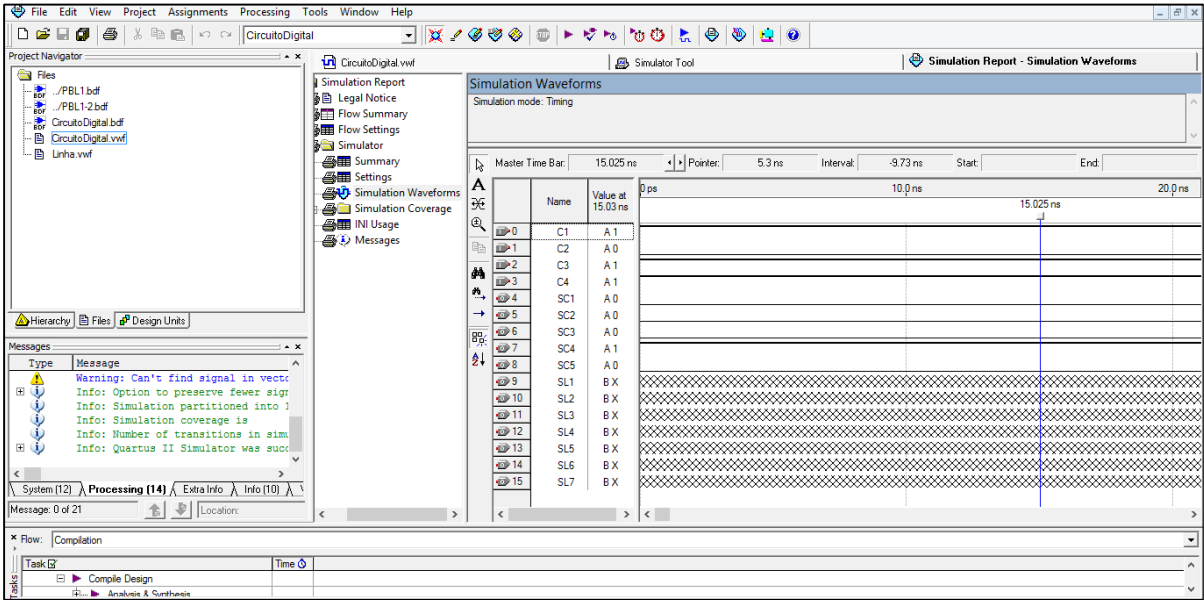 File Edit View Project Assignments Processing Tools Window Help
CircuitoDigital
Project Navigator
Files
../PBL1.bdf
../PBL1-2.bdf
CircuitoDigital.bdf
CircuitoDigital.vwf
Linha.vwf
Hierarchy Files Design Units
CircuitoDigital.vwf Simulator Tool Simulation Report - Simulation Waveforms
Simulation Report
Legal Notice
Flow Summary
Flow Settings
Simulator
Summary
Settings
Simulation Waveforms
Simulation Coverage
INI Usage
Messages
Simulation Waveforms
Simulation mode: Timing
Master Time Bar: 15.025 ns Pointer: 5.3 ns Interval: -9.73 ns Start: End:
Name Value at 15.03 ns
0 ps 10.0 ns 20.0 ns
15.025 ns
0 C1 A 1
1 C2 A 0
2 C3 A 1
3 C4 A 1
4 SC1 A 0
5 SC2 A 0
6 SC3 A 0
7 SC4 A 1
8 SC5 A 0
9 SL1 B X
10 SL2 B X
11 SL3 B X
12 SL4 B X
13 SL5 B X
14 SL6 B X
15 SL7 B X
Messages
Type Message
Warning: Can't find signal in vecto
Info: Option to preserve fewer sign
Info: Simulation partitioned into 1
Info: Simulation coverage is
Info: Number of transitions in simu
Info: Quartus II Simulator was succ
System (12) Processing (14) Extra Info Info (10)
Message: 0 of 21 Location:
Flow: Compilation
Tasks
Task Time
Compile Design
Analysis & Synthesis